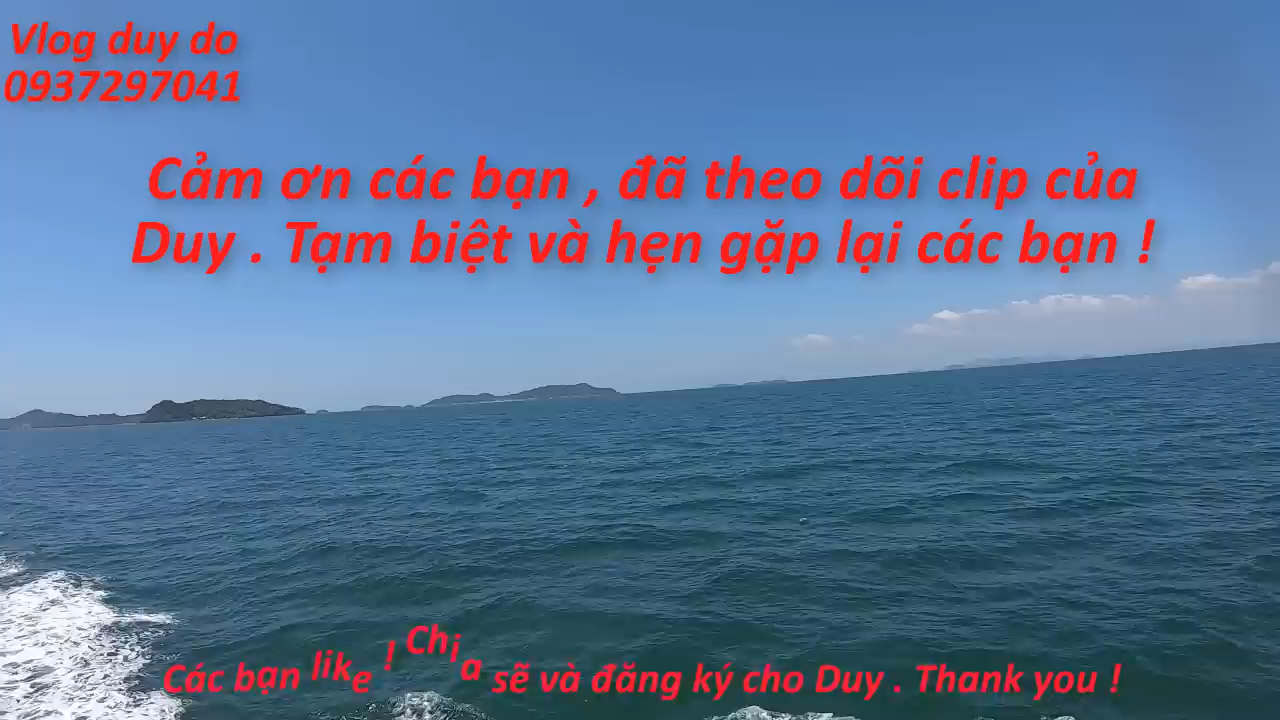 Vlog duy do
0937297041
Cảm ơn các bạn , đã theo dõi clip của
Duy . Tạm biệt và hẹn gặp lại các bạn !
Các bạn like ! Chia sẽ và đăng ký cho Duy . Thank you !